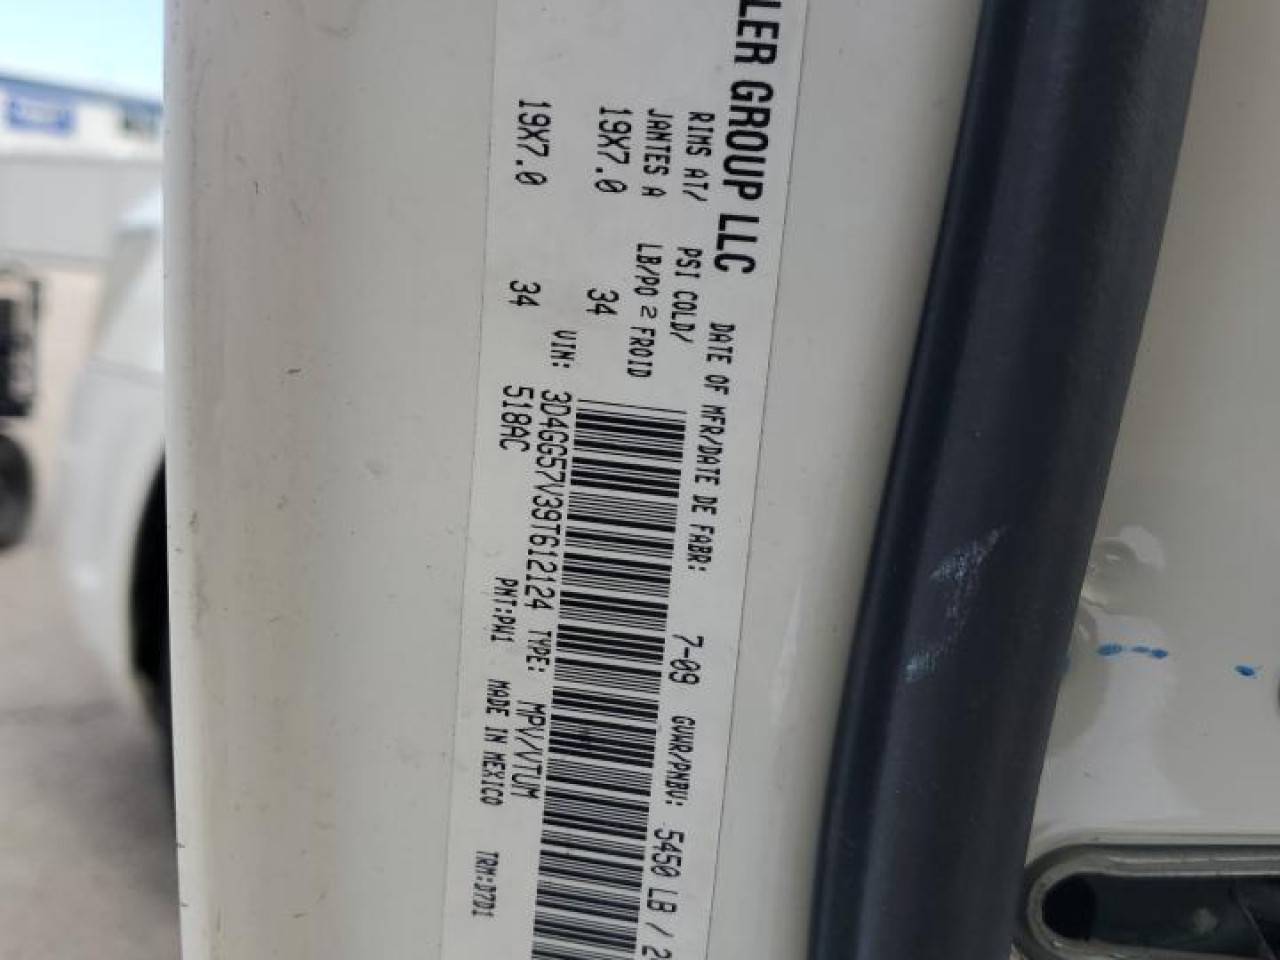 LER GROUP LLC
DATE OF MFR/DATE DE FABR: 7-09 GVWR/PNBV: 5450 LB / 2
RIMS AT/ PSI COLD/
JANTES A LB/PO 2 FROID
19X7.0 34
19X7.0 34
VIN: 3D4GG57V39T612124 TYPE: MPV/VTUM
518AC PNT:PW1 MADE IN MEXICO TRM:D7D1